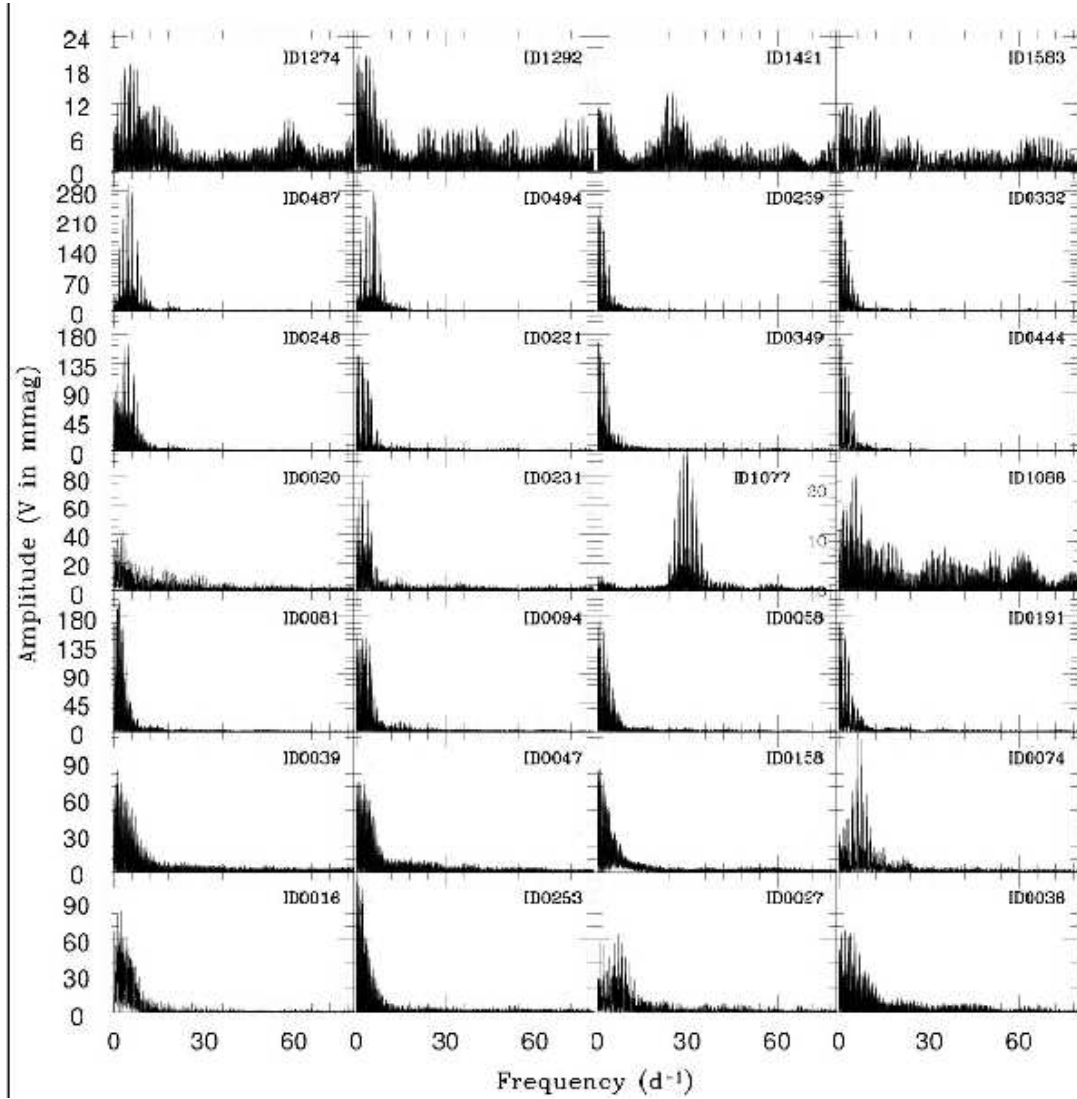 24 ID1274 ID1292 ID1421 ID1583
18
12
6
0
280 ID0487 ID0494 ID0239 ID0332
210
140
70
0
180 ID0248 ID0221 ID0349 ID0444
135
90
45
0
80 ID0020 ID0231 ID1077 20 ID1088
60
40 10
20
0 0
180 ID0081 ID0094 ID0058 ID0191
135
90
45
0
90 ID0039 ID0047 ID0158 ID0074
60
30
0
90 ID0016 ID0253 ID0027 ID0038
60
30
0
0 30 60 0 30 60 0 30 60 0 30 60
Frequency (d⁻¹)
Amplitude (V in mmag)